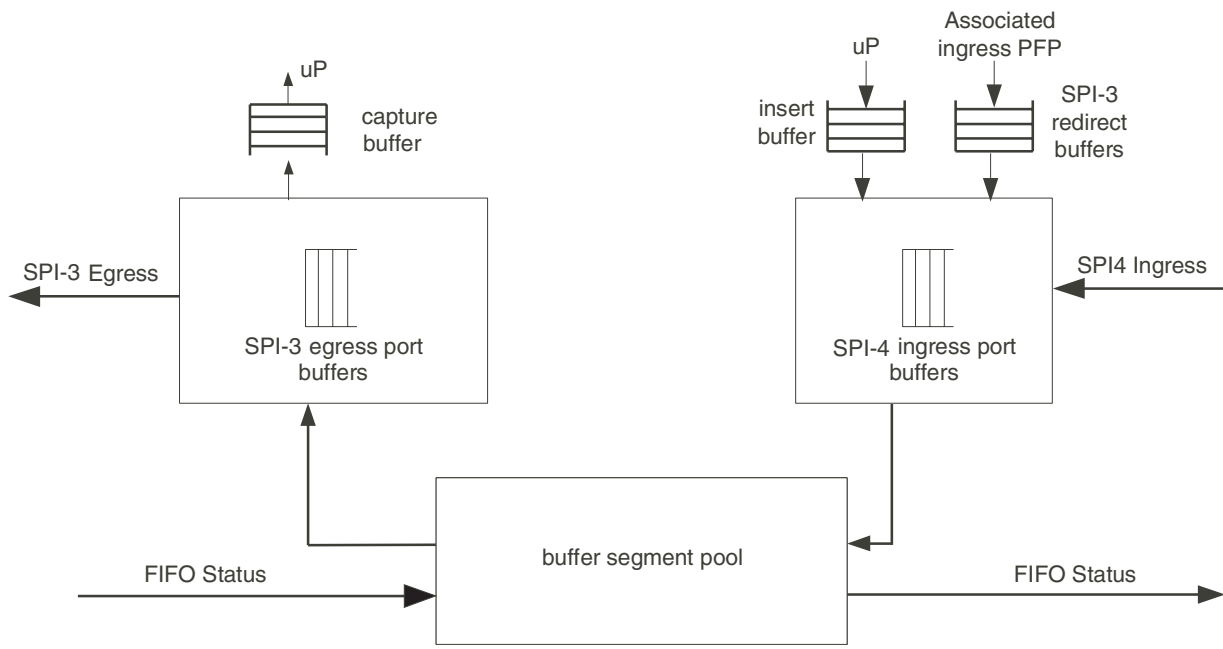 uP
capture
buffer
uP
Associated
ingress PFP
insert
buffer
SPI-3
redirect
buffers
SPI-3 Egress
SPI-3 egress port
buffers
SPI4 Ingress
SPI-4 ingress port
buffers
buffer segment pool
FIFO Status
FIFO Status